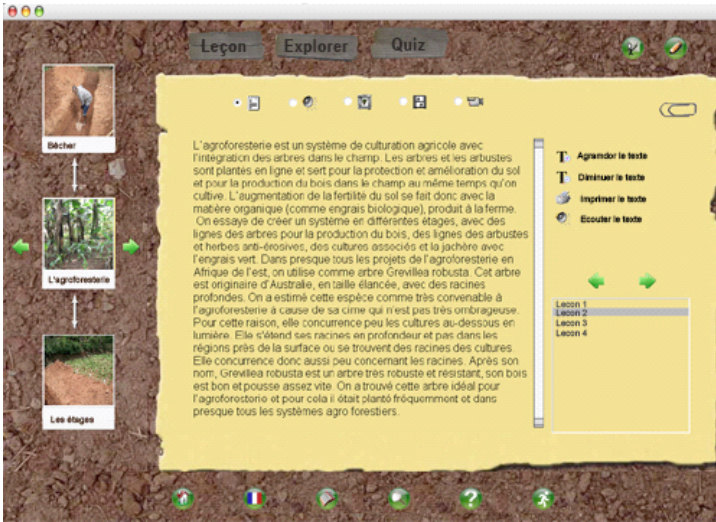 Leçon Explorer Quiz
Bêcher
L'agroforesterie
Les étages
L'agroforesterie est un système de culturation agricole avec
l'intégration des arbres dans le champ. Les arbres et les arbustes
sont plantés en ligne et sert pour la protection et amélioration du sol
et pour la production du bois dans le champ au même temps qu'on
cultive. L'augmentation de la fertilité du sol se fait donc avec la
matière organique (comme engrais biologique), produit à la ferme.
On essaye de créer un système en différentes étages, avec des
lignes des arbres pour la production du bois, des lignes des arbustes
et herbes anti-érosives, des cultures associés et la jachère avec
l'engrais vert. Dans presque tous les projets de l'agroforesterie en
Afrique de l'est, on utilise comme arbre Grevillea robusta. Cet arbre
est originaire d'Australie, en taille élancée, avec des racines
profondes. On a estimé cette espèce comme très convenable à
l'agroforesterie à cause de sa cime qui n'est pas très ombrageuse.
Pour cette raison, elle concurrence peu les cultures au-dessous en
lumière. Elle s'étend ses racines en profondeur et pas dans les
régions près de la surface ou se trouvent des racines des cultures.
Elle concurrence donc aussi peu concernant les racines. Après son
nom, Grevillea robusta est un arbre très robuste et résistant, son bois
est bon et pousse assez vite. On a trouvé cette arbre idéal pour
l'agroforesterie et pour cela il était planté fréquemment et dans
presque tous les systèmes agro forestiers.
T Agrandir le texte
T Diminuer le texte
Imprimer le texte
Ecouter le texte
Lecon 1
Lecon 2
Lecon 3
Lecon 4
?